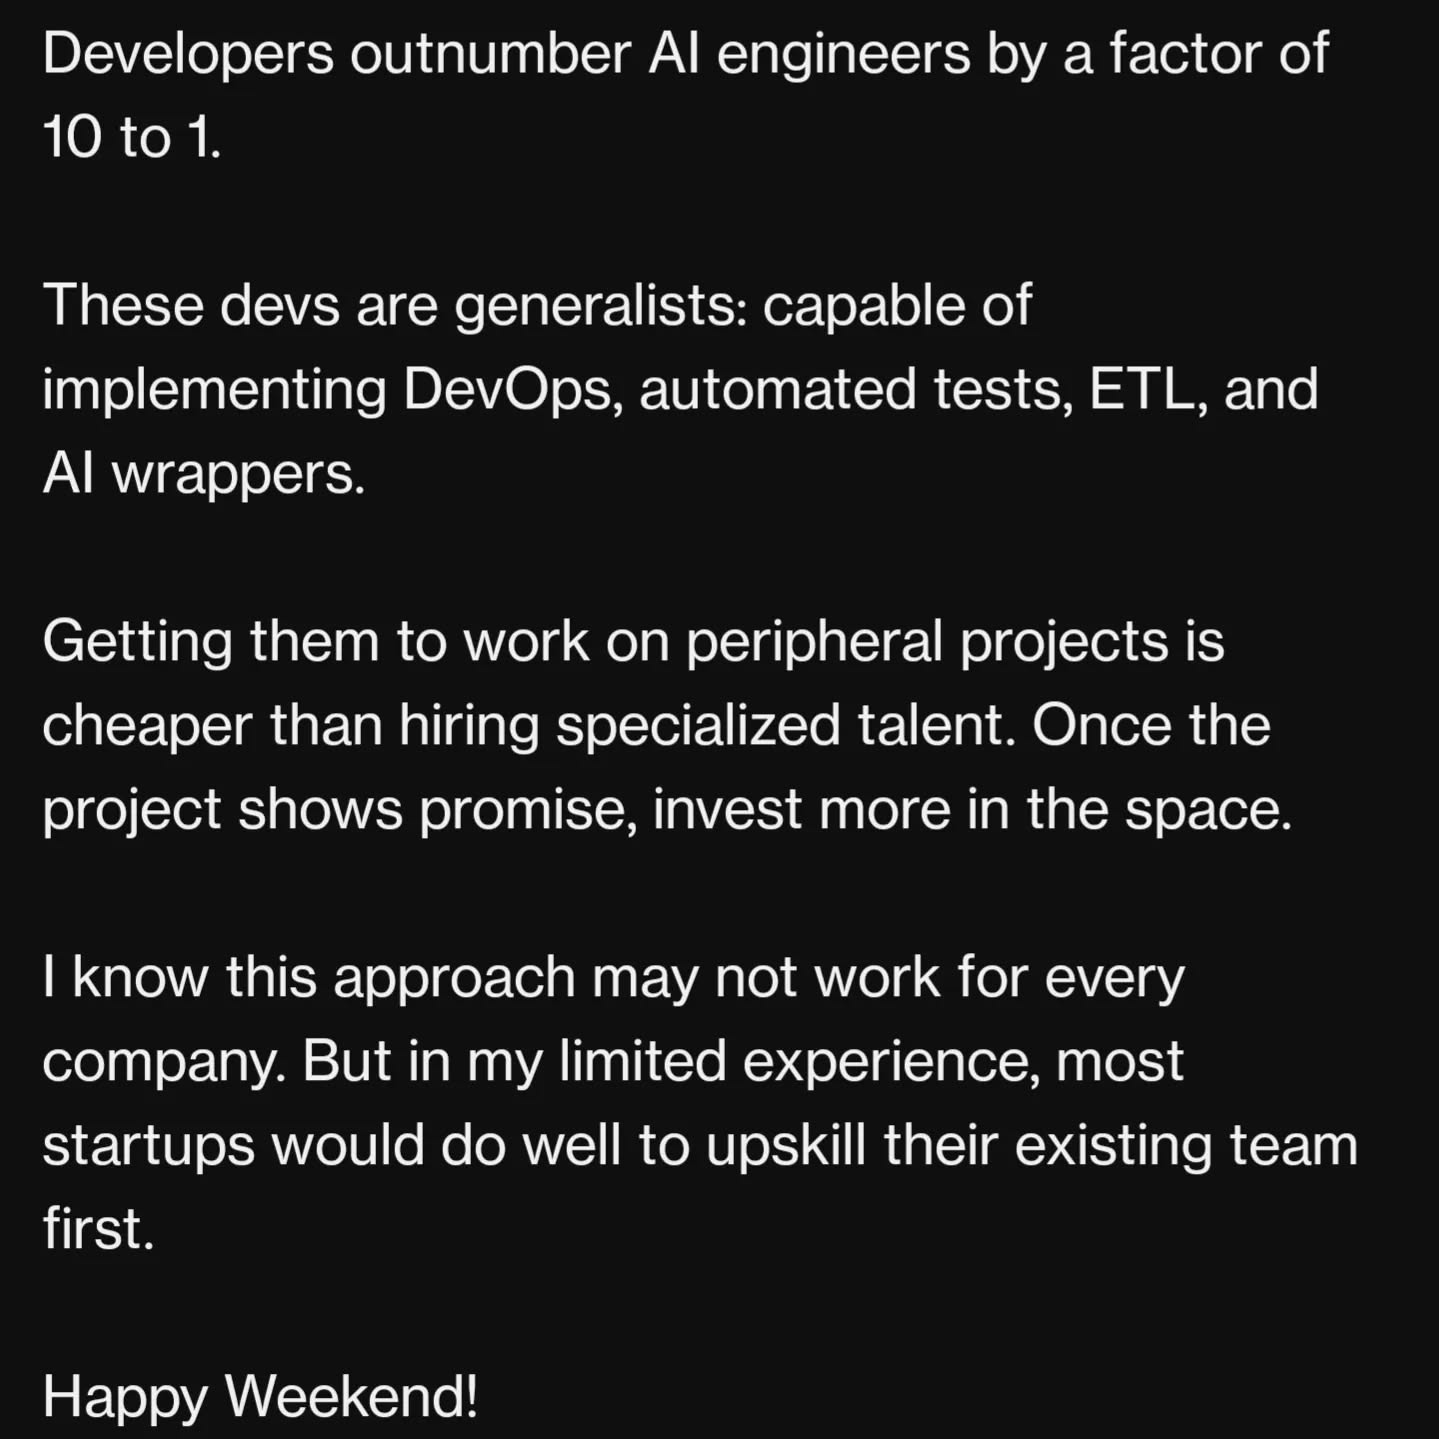 Developers outnumber AI engineers by a factor of
10 to 1.
These devs are generalists: capable of
implementing DevOps, automated tests, ETL, and
AI wrappers.
Getting them to work on peripheral projects is
cheaper than hiring specialized talent. Once the
project shows promise, invest more in the space.
I know this approach may not work for every
company. But in my limited experience, most
startups would do well to upskill their existing team
first.
Happy Weekend!